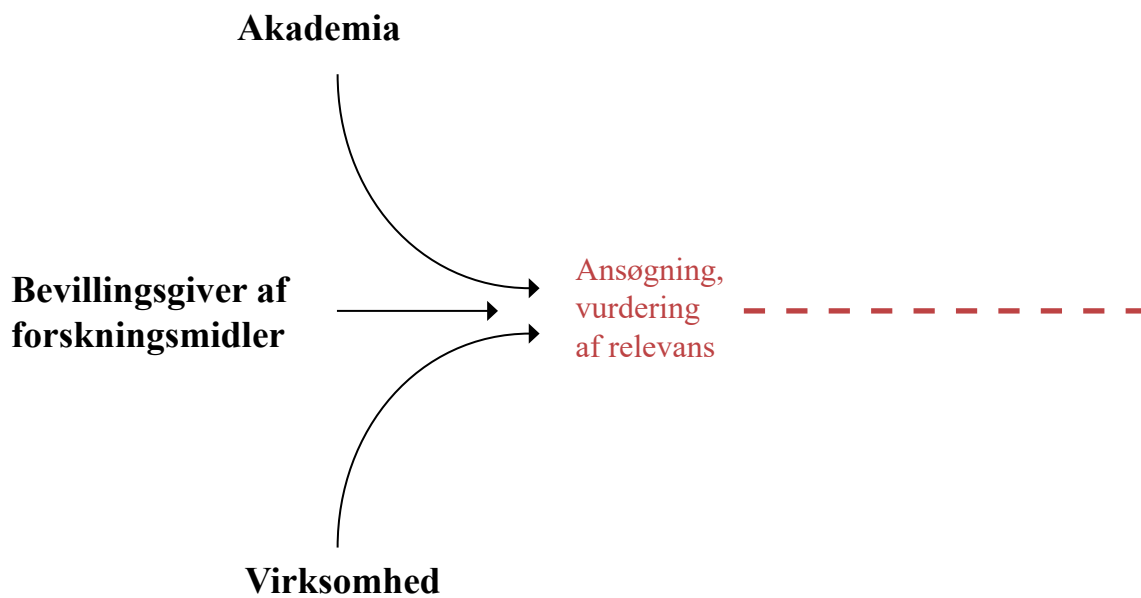 Akademia
Bevillingsgiver af
forskningsmidler
Ansøgning,
vurdering
af relevans
Virksomhed